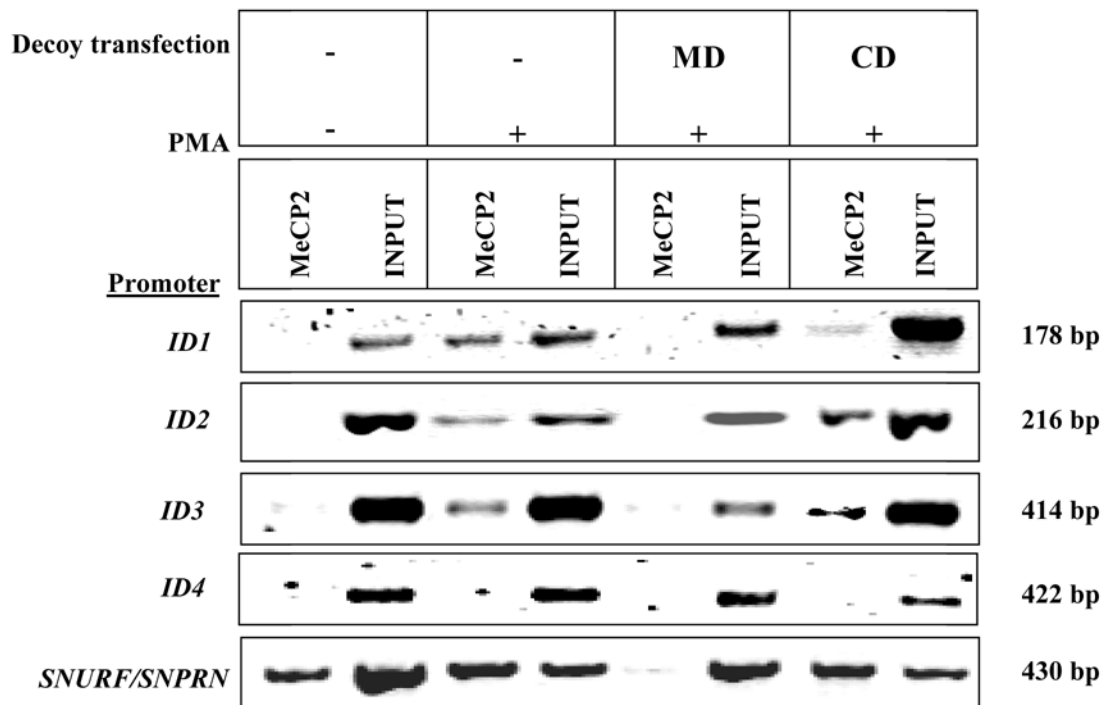 Decoy transfection - - MD CD
PMA - + + +
MeCP2 INPUT MeCP2 INPUT MeCP2 INPUT MeCP2 INPUT
Promoter
ID1 178 bp
ID2 216 bp
ID3 414 bp
ID4 422 bp
SNURF/SNPRN 430 bp